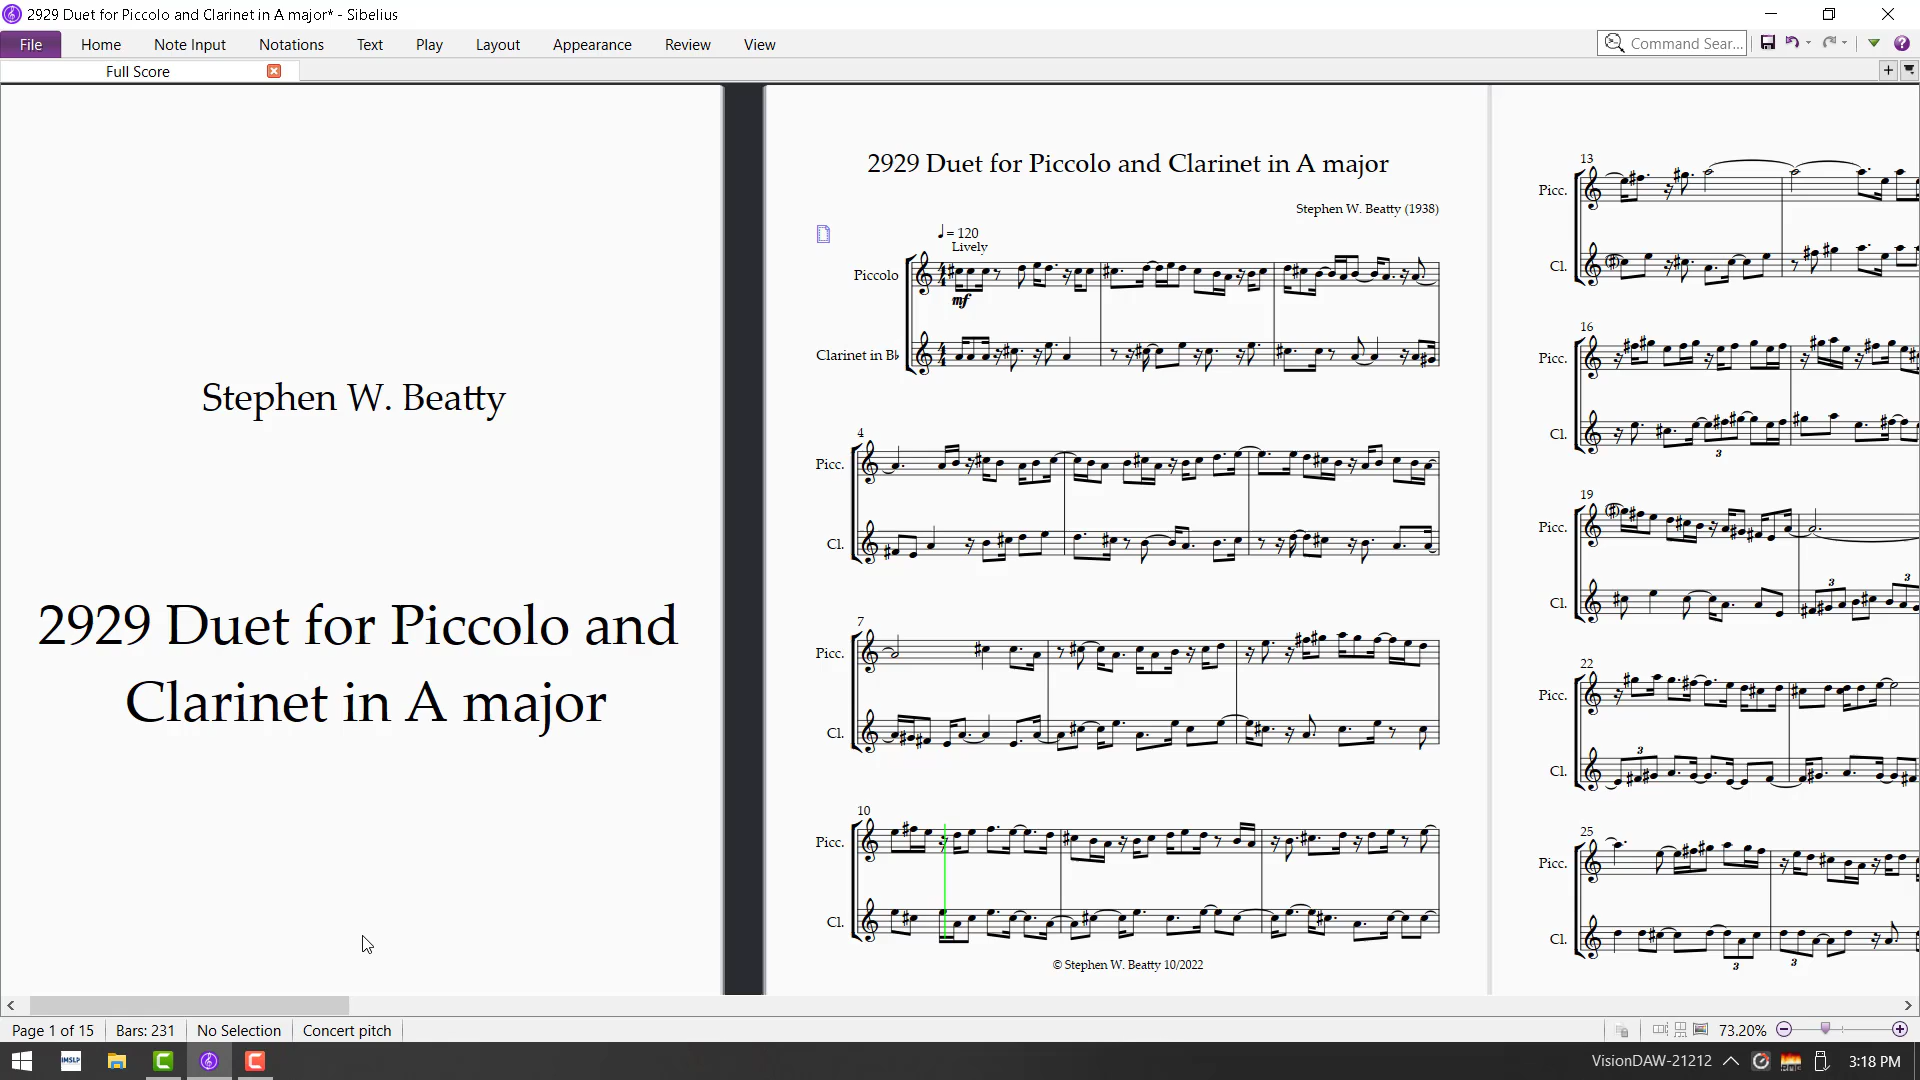 2929 Duet for Piccolo and Clarinet in A major* - Sibelius
File Home Note Input Notations Text Play Layout Appearance Review View Command Sear...
Full Score
Stephen W. Beatty
2929 Duet for Piccolo and
Clarinet in A major
2929 Duet for Piccolo and Clarinet in A major
Stephen W. Beatty (1938)
= 120
Lively
Piccolo
mf
Clarinet in B♭
4
Picc.
Cl.
7
Picc.
Cl.
10
Picc.
Cl.
© Stephen W. Beatty 10/2022
13
Picc.
Cl.
16
Picc.
Cl.
3
19
Picc.
Cl.
3 3
22
Picc.
3
Cl.
25
Picc.
Cl.
3 3
Page 1 of 15 Bars: 231 No Selection Concert pitch 73.20%
IMSLP VisionDAW-21212 3:18 PM